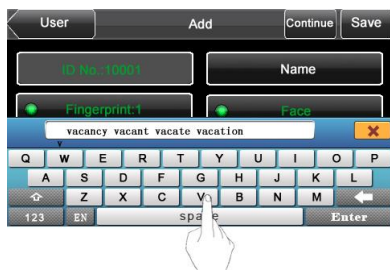 User Add Continue Save
ID No.:10001 Name
Fingerprint:1 Face
vacancy vacant vacate vacation
v
Q W E R T Y U I O P
A S D F G H J K L
Z X C V B N M
123 EN space Enter